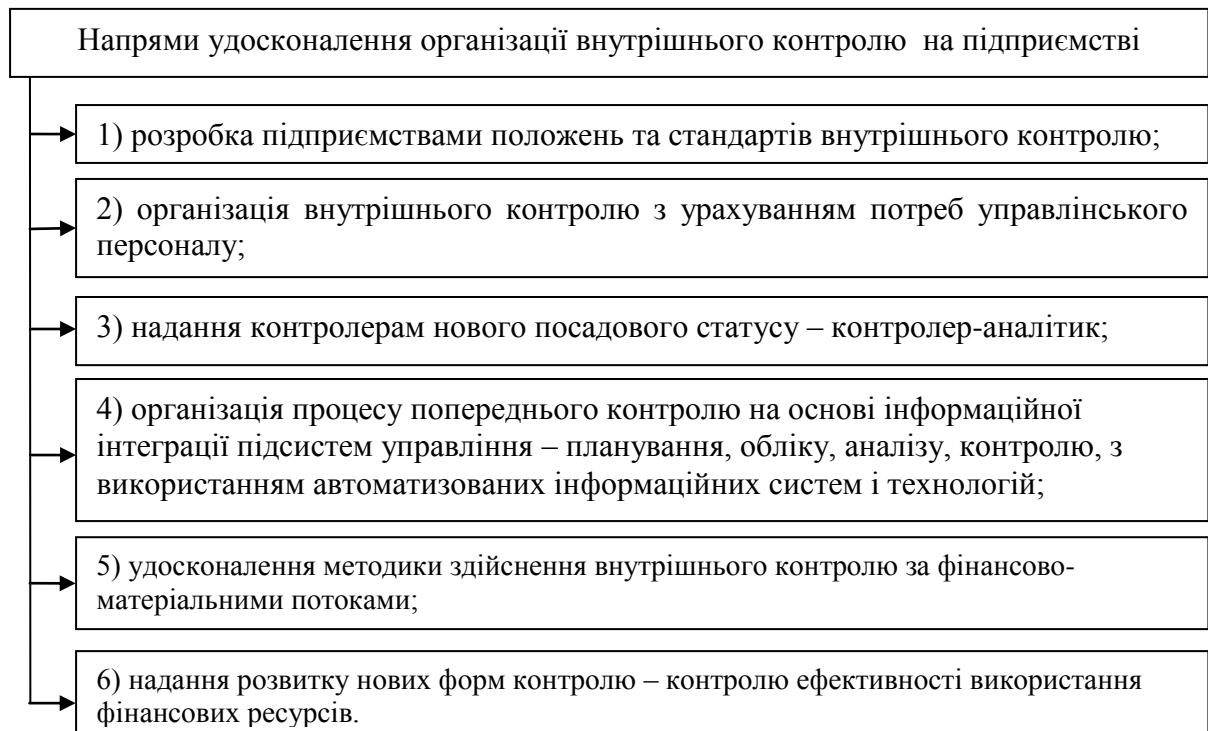 Напрями удосконалення організації внутрішнього контролю на підприємстві
1) розробка підприємствами положень та стандартів внутрішнього контролю;
2) організація внутрішнього контролю з урахуванням потреб управлінського
персоналу;
3) надання контролерам нового посадового статусу – контролер-аналітик;
4) організація процесу попереднього контролю на основі інформаційної
інтеграції підсистем управління – планування, обліку, аналізу, контролю, з
використанням автоматизованих інформаційних систем і технологій;
5) удосконалення методики здійснення внутрішнього контролю за фінансово-
матеріальними потоками;
6) надання розвитку нових форм контролю – контролю ефективності використання
фінансових ресурсів.